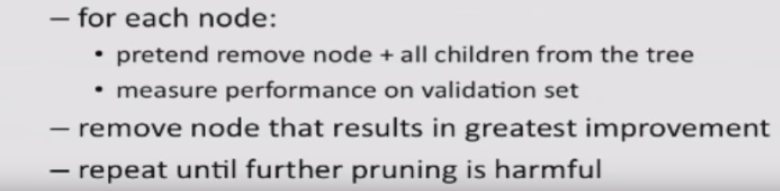 – for each node:
• pretend remove node + all children from the tree
• measure performance on validation set
– remove node that results in greatest improvement
– repeat until further pruning is harmful